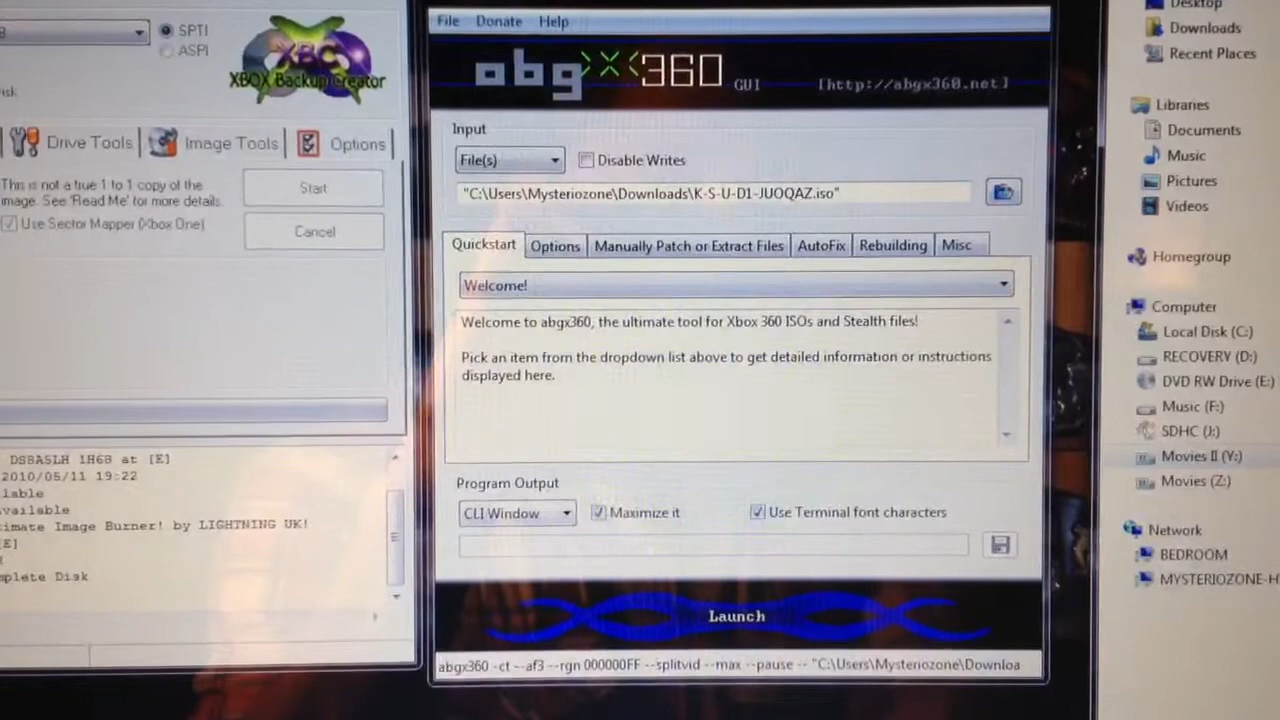 SPTI
ASPI
XBC
XBOX Backup Creator
Drive Tools
Image Tools
Options
This is not a true 1 to 1 copy of the
image. See 'Read Me' for more details.
Use Sector Mapper (Xbox One)
Start
Cancel
DSBASLH 1H6B at [E]
2010/05/11 19:22
lable
vailable
imate Image Burner! by LIGHTNING UK!
[E]
mplete Disk
File Donate Help
abgx360 GUI [http://abgx360.net]
Input
File(s)
Disable Writes
"C:\Users\Mysteriozone\Downloads\K-S-U-D1-JUOQAZ.iso"
Quickstart Options Manually Patch or Extract Files AutoFix Rebuilding Misc
Welcome!
Welcome to abgx360, the ultimate tool for Xbox 360 ISOs and Stealth files!
Pick an item from the dropdown list above to get detailed information or instructions
displayed here.
Program Output
CLI Window
Maximize it
Use Terminal font characters
Launch
abgx360 -ct --af3 --rgn 000000FF --splitvid --max --pause -- "C:\Users\Mysteriozone\Downloa
Desktop
Downloads
Recent Places
Libraries
Documents
Music
Pictures
Videos
Homegroup
Computer
Local Disk (C:)
RECOVERY (D:)
DVD RW Drive (E:)
Music (F:)
SDHC (J:)
Movies II (Y:)
Movies (Z:)
Network
BEDROOM
MYSTERIOZONE-H